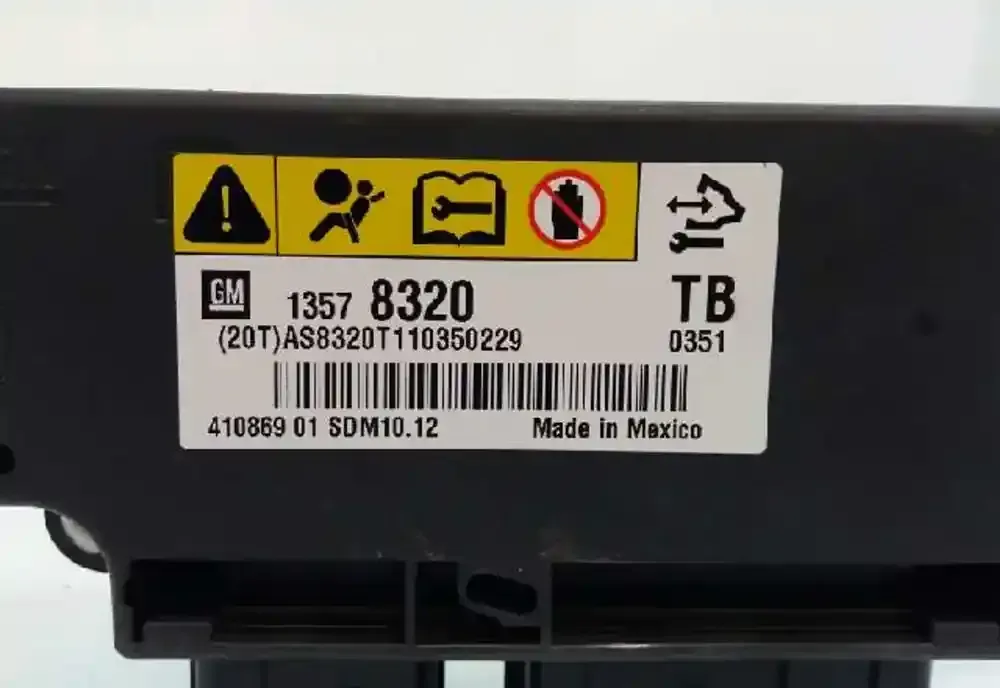 GM 1357 8320 TB
(20T)AS8320T110350229 0351
410869 01 SDM10.12 Made in Mexico